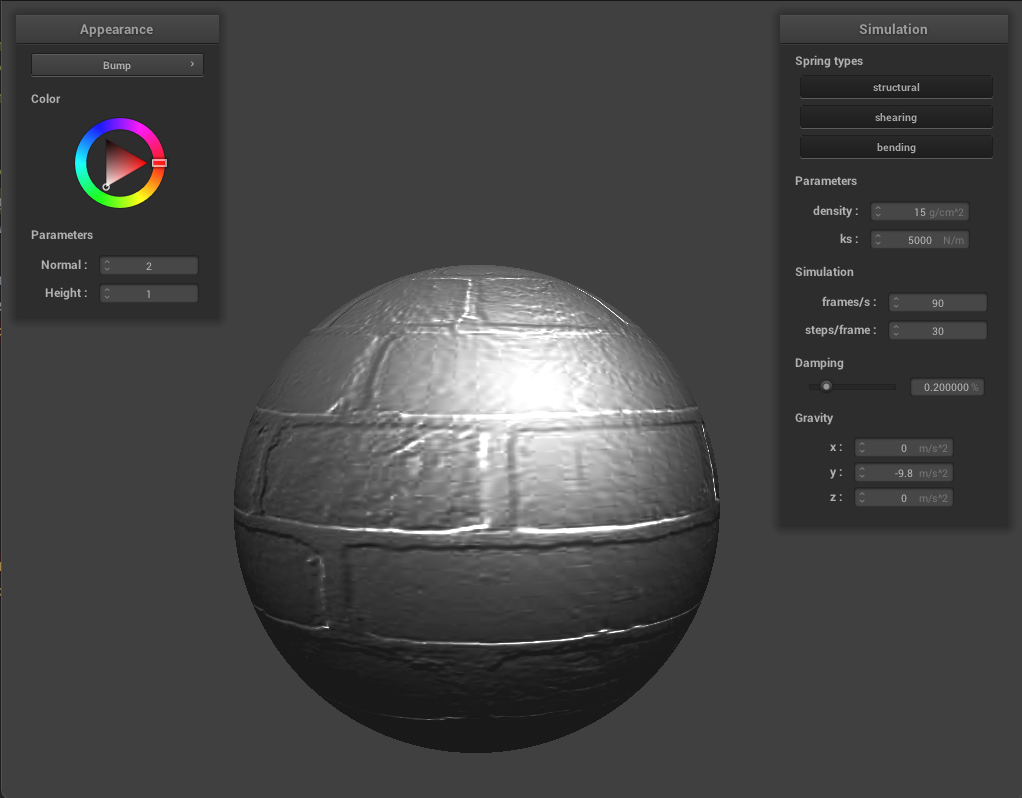 Appearance
Bump
Color
Parameters
Normal : 2
Height : 1
Simulation
Spring types
structural
shearing
bending
Parameters
density : 15 g/cm^2
ks : 5000 N/m
Simulation
frames/s : 90
steps/frame : 30
Damping
0.200000 %
Gravity
x : 0 m/s^2
y : -9.8 m/s^2
z : 0 m/s^2